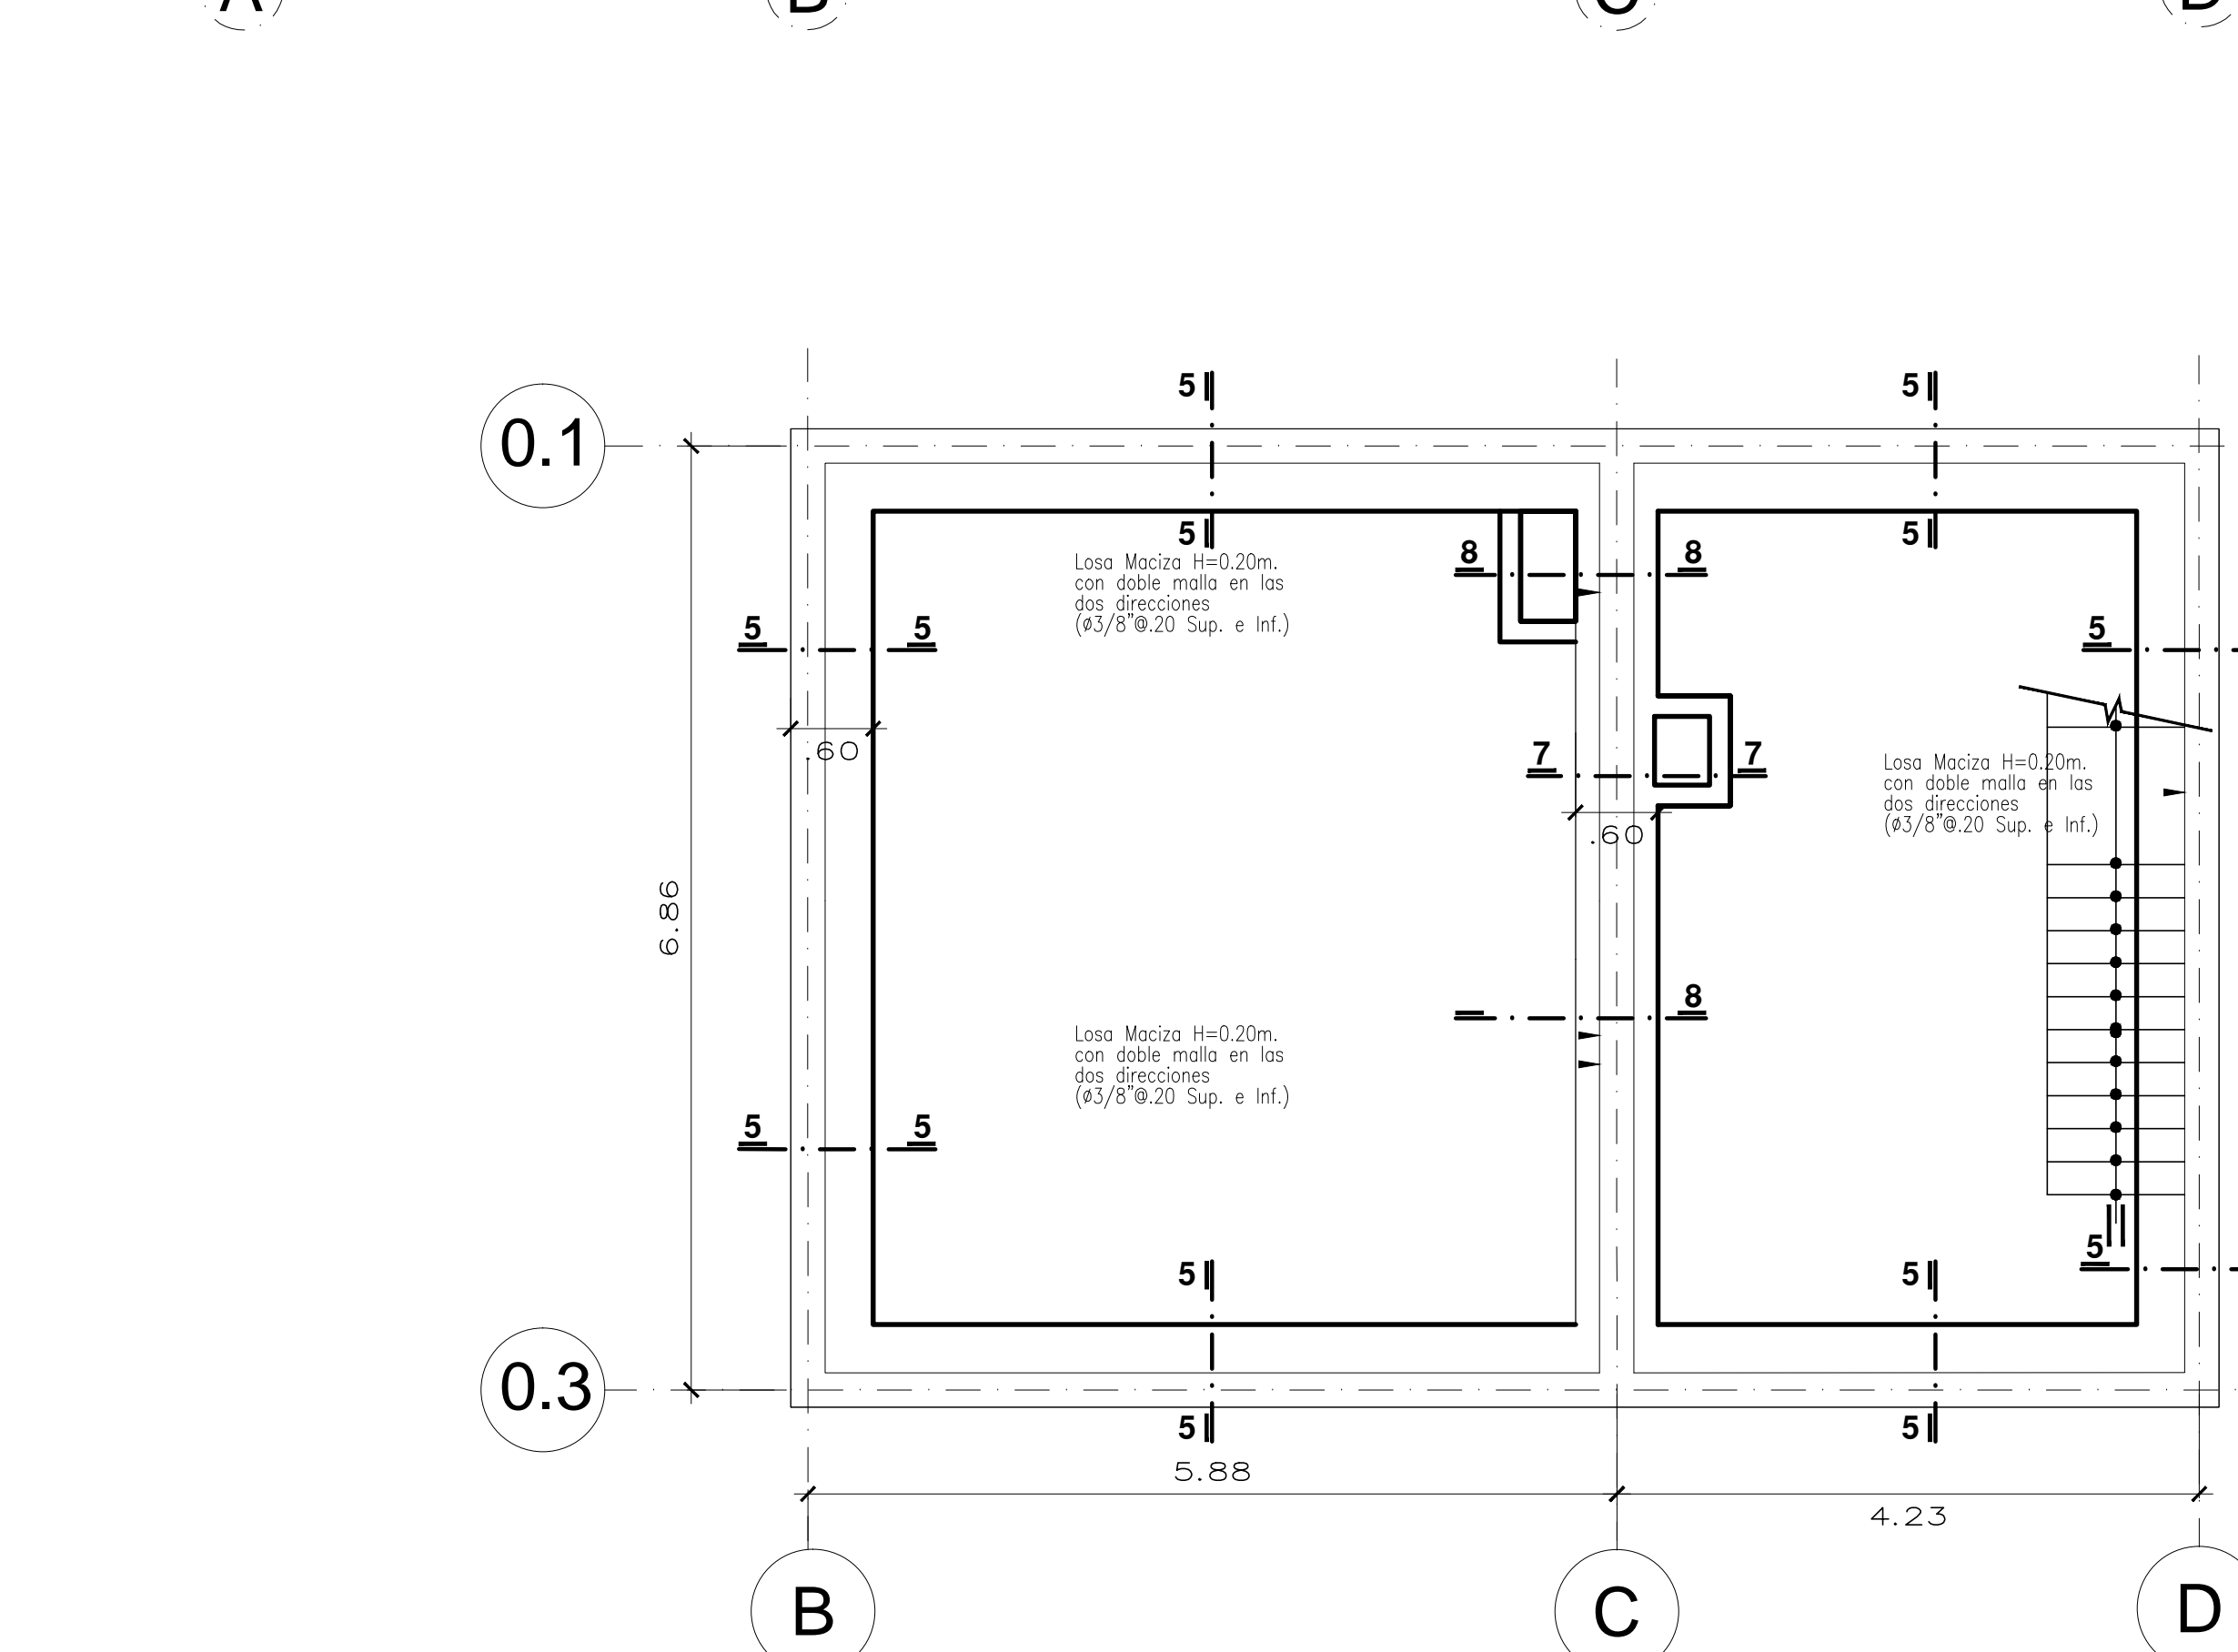 A B C D
5 5
0.1
5 5
8 8
Losa Maciza H=0.20m.
con doble malla en las
dos direcciones
(ø3/8"@.20 Sup. e Inf.)
5 5 5
7 7
.60
Losa Maciza H=0.20m.
con doble malla en las
dos direcciones
(ø3/8"@.20 Sup. e Inf.)
.60
6.86
8
Losa Maciza H=0.20m.
con doble malla en las
dos direcciones
(ø3/8"@.20 Sup. e Inf.)
5 5
5
5 5
0.3
5 5
5.88
4.23
B C D